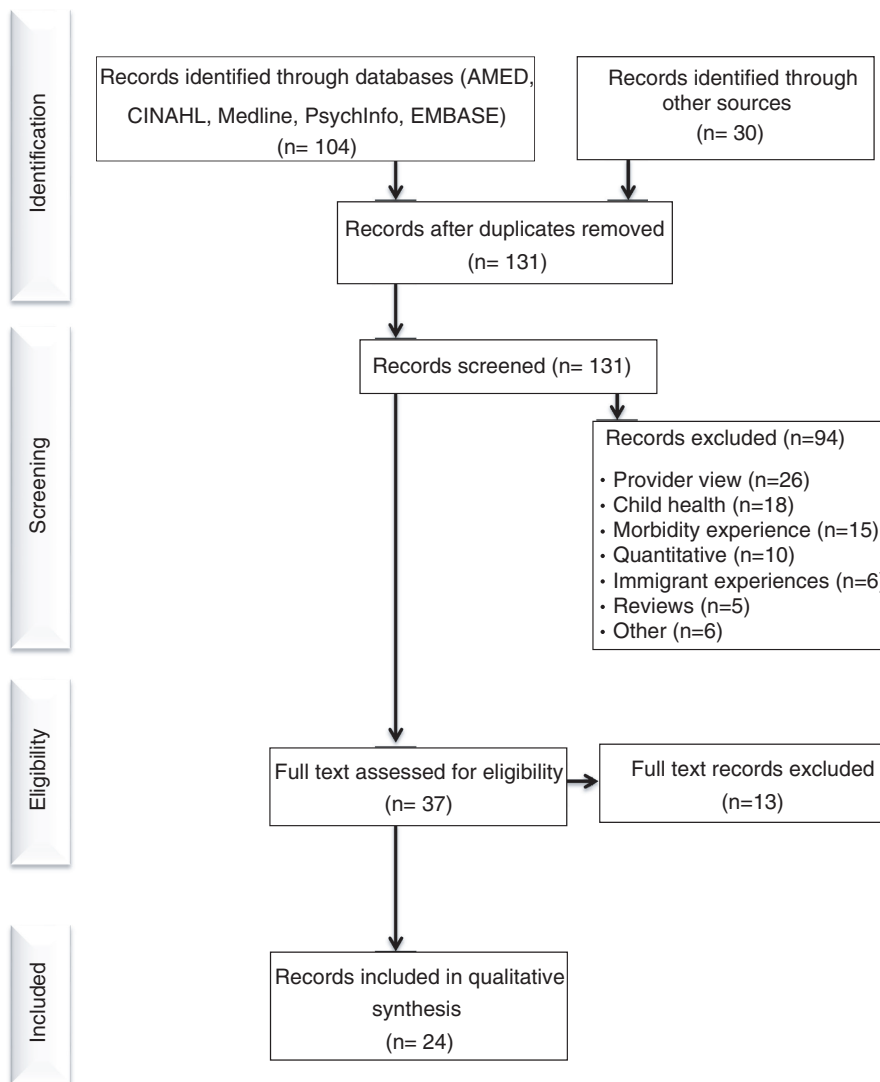 Identification
Records identified through databases (AMED,
CINAHL, Medline, PsychInfo, EMBASE)
(n= 104)
Records identified through
other sources
(n= 30)
Records after duplicates removed
(n= 131)
Screening
Records screened (n= 131)
Records excluded (n=94)
• Provider view (n=26)
• Child health (n=18)
• Morbidity experience (n=15)
• Quantitative (n=10)
• Immigrant experiences (n=6)
• Reviews (n=5)
• Other (n=6)
Eligibility
Full text assessed for eligibility
(n= 37)
Full text records excluded
(n=13)
Included
Records included in qualitative
synthesis
(n= 24)